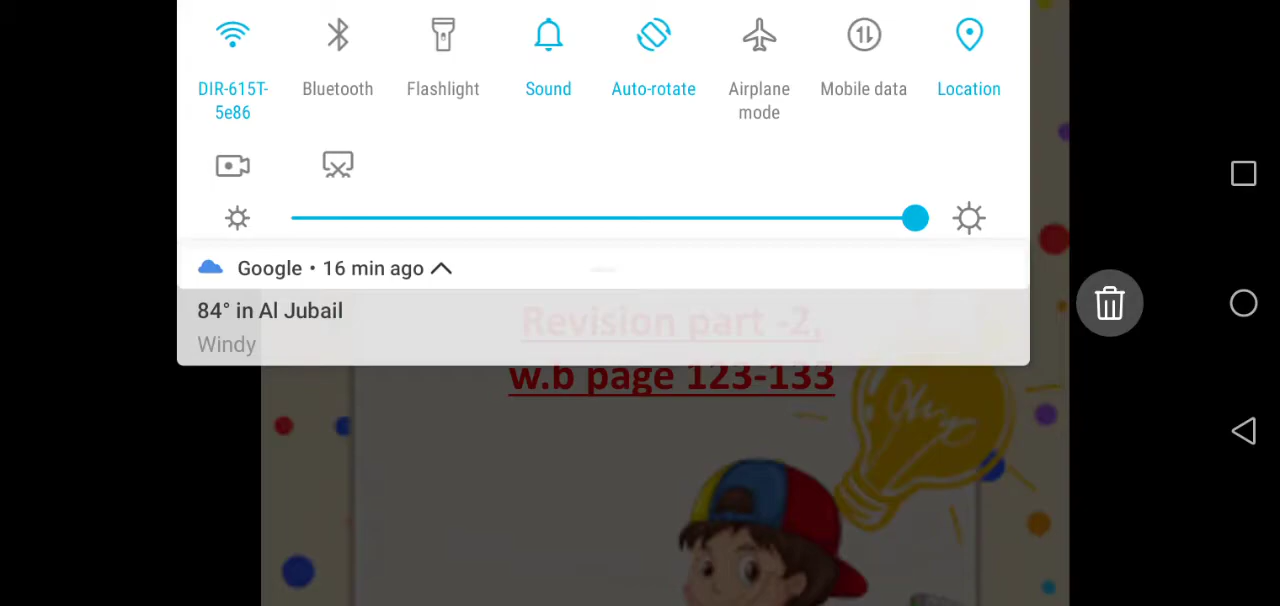 DIR-615T-
5e86
Bluetooth
Flashlight
Sound
Auto-rotate
Airplane
mode
Mobile data
Location
Google • 16 min ago
84° in Al Jubail
Windy
Revision part -2,
w.b page 123-133